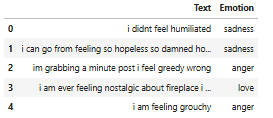 Text Emotion
0 i didnt feel humiliated sadness
1 i can go from feeling so hopeless so damned ho... sadness
2 im grabbing a minute post i feel greedy wrong anger
3 i am ever feeling nostalgic about fireplace i ... love
4 i am feeling grouchy anger